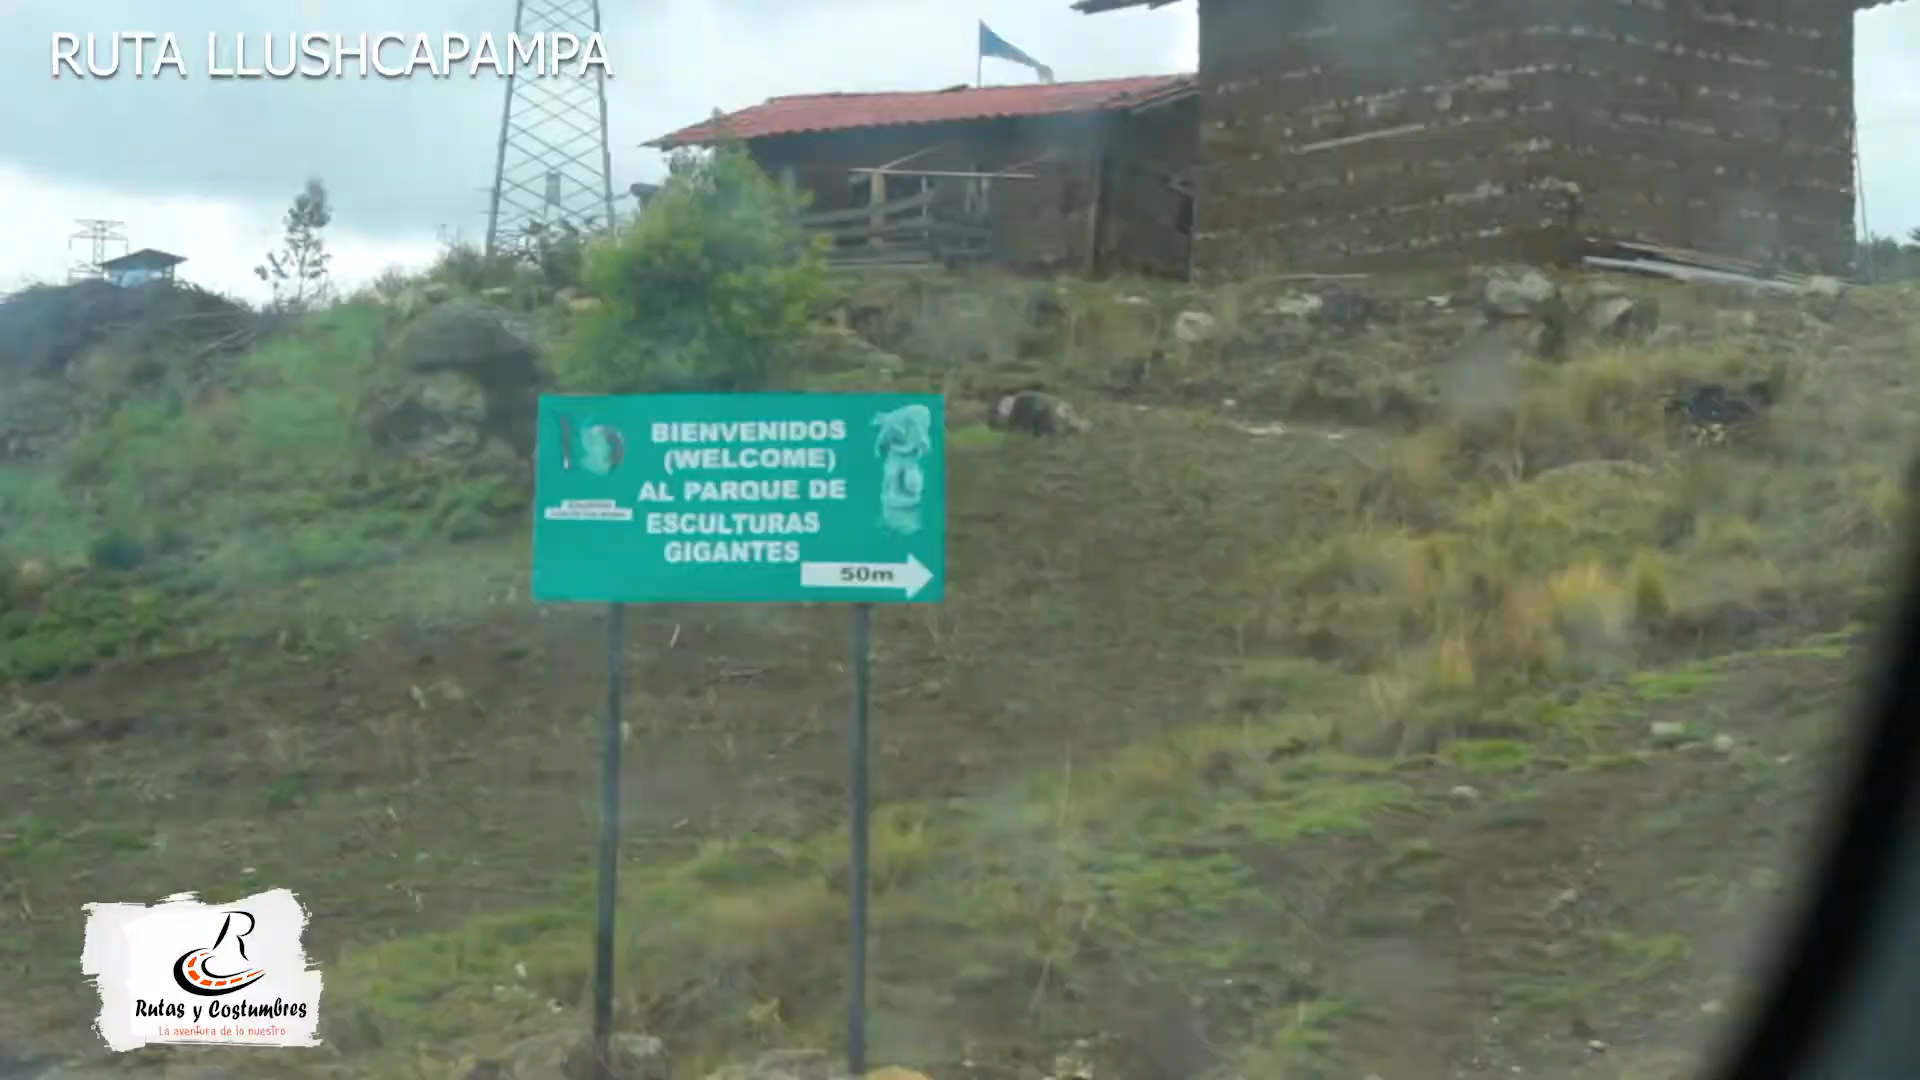 RUTA LLUSHCAPAMPA
BIENVENIDOS
(WELCOME)
AL PARQUE DE
ESCULTURAS
GIGANTES
50m
R
Rutas y Costumbres
La aventura de lo nuestro